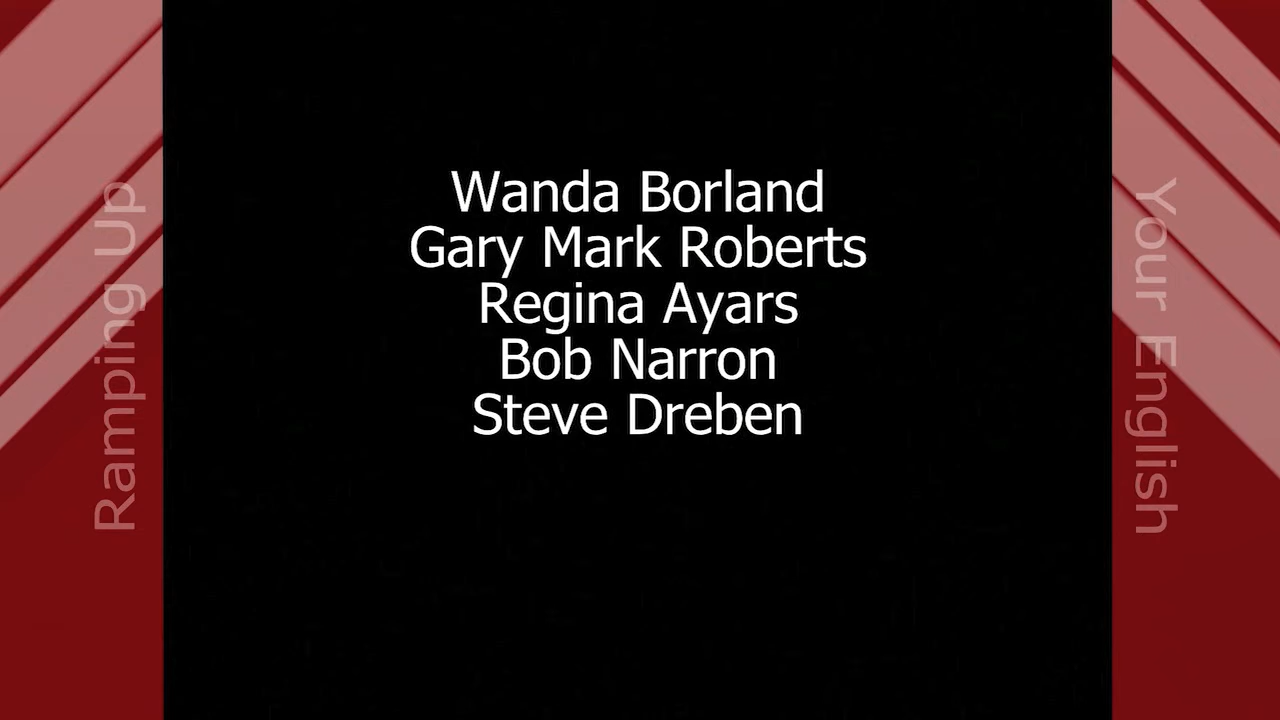 Ramping Up
Wanda Borland
Gary Mark Roberts
Regina Ayars
Bob Narron
Steve Dreben
Your English